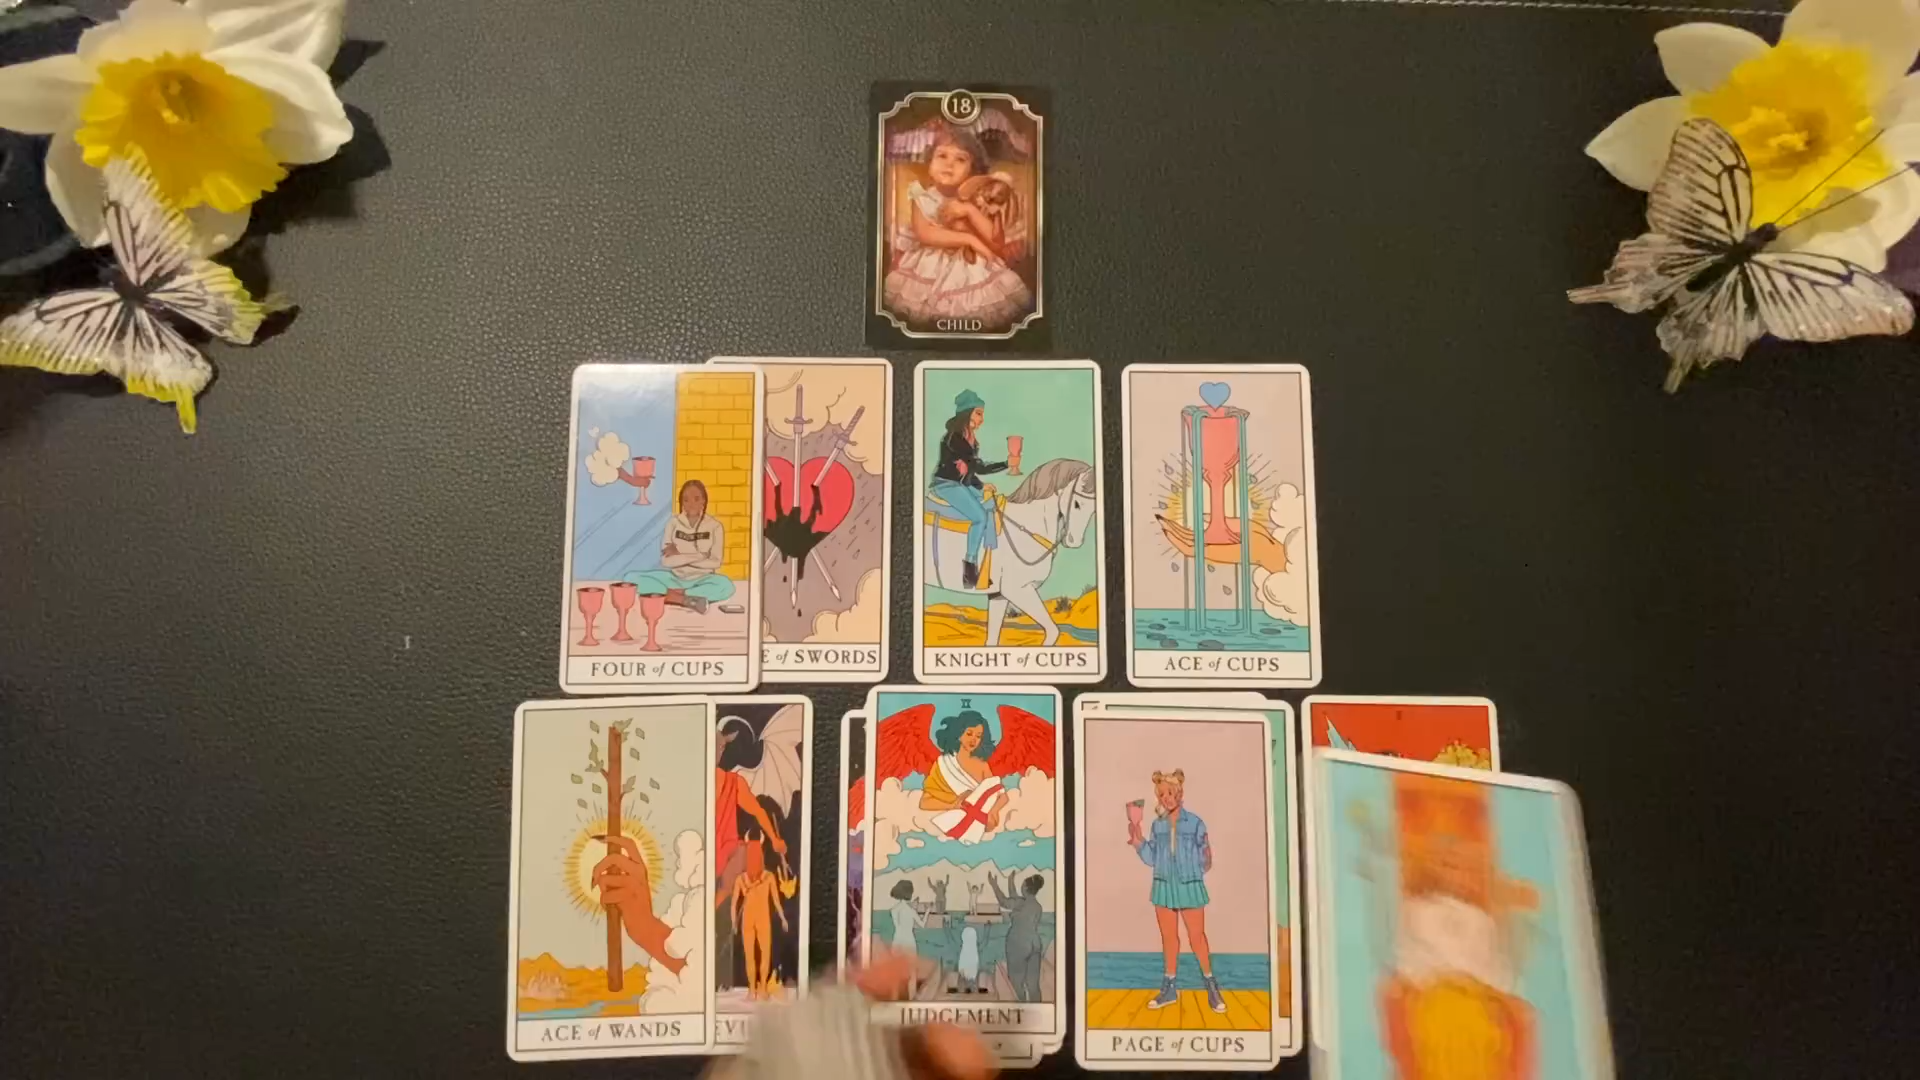 18
CHILD
FOUR of CUPS
E of SWORDS
KNIGHT of CUPS
ACE of CUPS
ACE of WANDS
EVI
JUDGEMENT
PAGE of CUPS